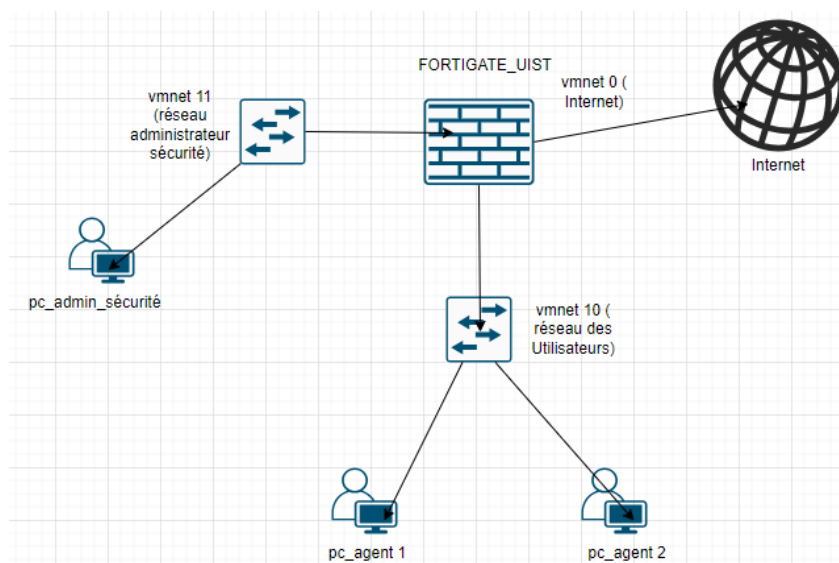 FORTIGATE_UIST
vmnet 0 (
Internet)
vmnet 11
(réseau
administrateur
sécurité)
Internet
pc_admin_sécurité
vmnet 10 (
réseau des
Utilisateurs)
pc_agent 1
pc_agent 2